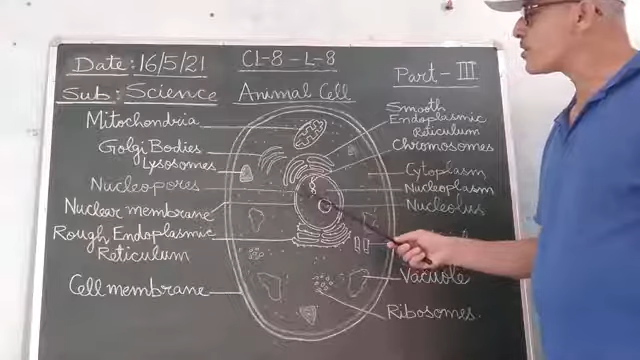 Date: 16/5/21
CL-8 - L-8
Part - III
Sub: Science
Animal Cell
Mitochondria
Golgi Bodies
Lysosomes
Nucleopores
Nuclear membrane
Rough Endoplasmic
Reticulum
Cell membrane
Smooth
Endoplasmic
Reticulum
Chromosomes
Cytoplasm
Nucleoplasm
Nucleolus
Vacuole
Ribosomes